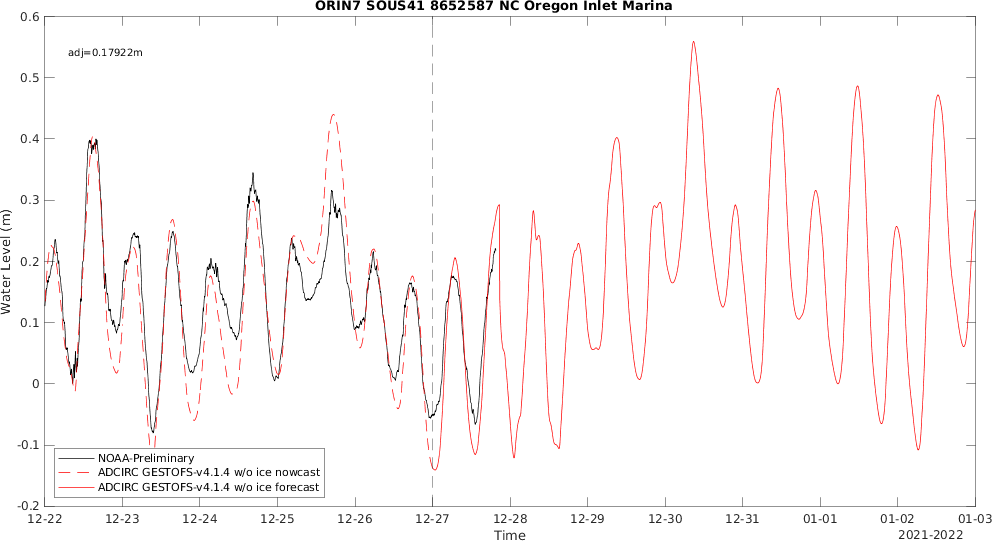 ORIN7 SOUS41 8652587 NC Oregon Inlet Marina
adj=0.17922m
0.6
0.5
0.4
0.3
0.2
0.1
0
-0.1
-0.2
Water Level (m)
NOAA-Preliminary
ADCIRC GESTOFS-v4.1.4 w/o ice nowcast
ADCIRC GESTOFS-v4.1.4 w/o ice forecast
12-22 12-23 12-24 12-25 12-26 12-27 12-28 12-29 12-30 12-31 01-01 01-02 01-03
Time
2021-2022